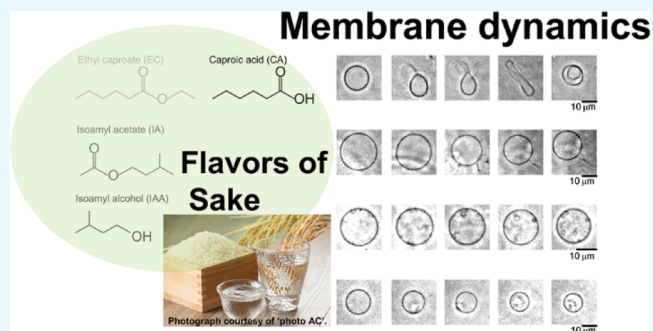 Membrane dynamics
Ethyl caproate (EC)
Caproic acid (CA)
O
O
O
OH
10 μm
Isoamyl acetate (IA)
O
O
Flavors of
Sake
10 μm
Isoamyl alcohol (IAA)
OH
10 μm
Photograph courtesy of 'photo AC'.
10 μm